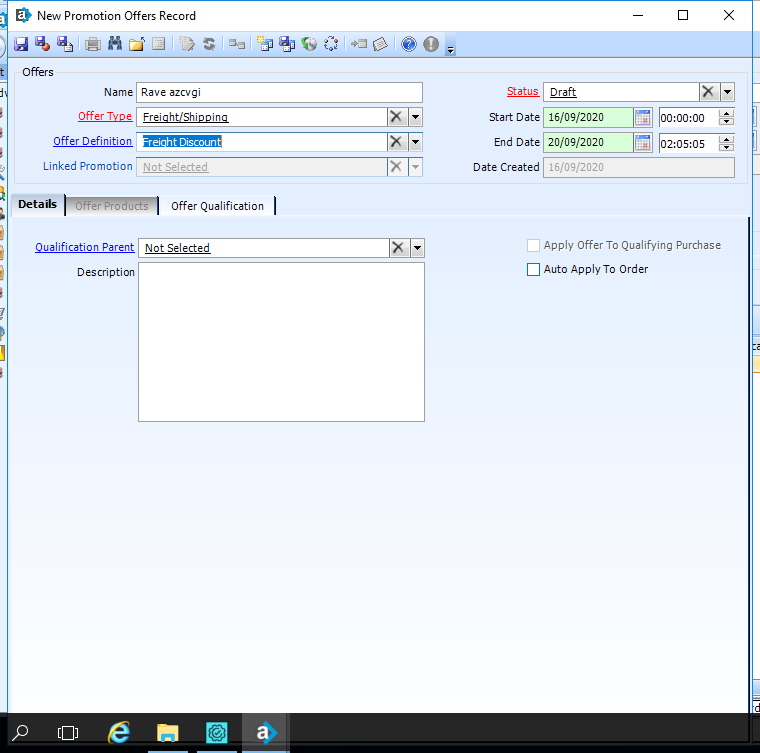 New Promotion Offers Record
Offers
Name Rave azcvgi
Status Draft
Offer Type Freight/Shipping
Start Date 16/09/2020 00:00:00
Offer Definition Freight Discount
End Date 20/09/2020 02:05:05
Linked Promotion Not Selected
Date Created 16/09/2020
Details Offer Products Offer Qualification
Qualification Parent Not Selected
Apply Offer To Qualifying Purchase
Description
Auto Apply To Order